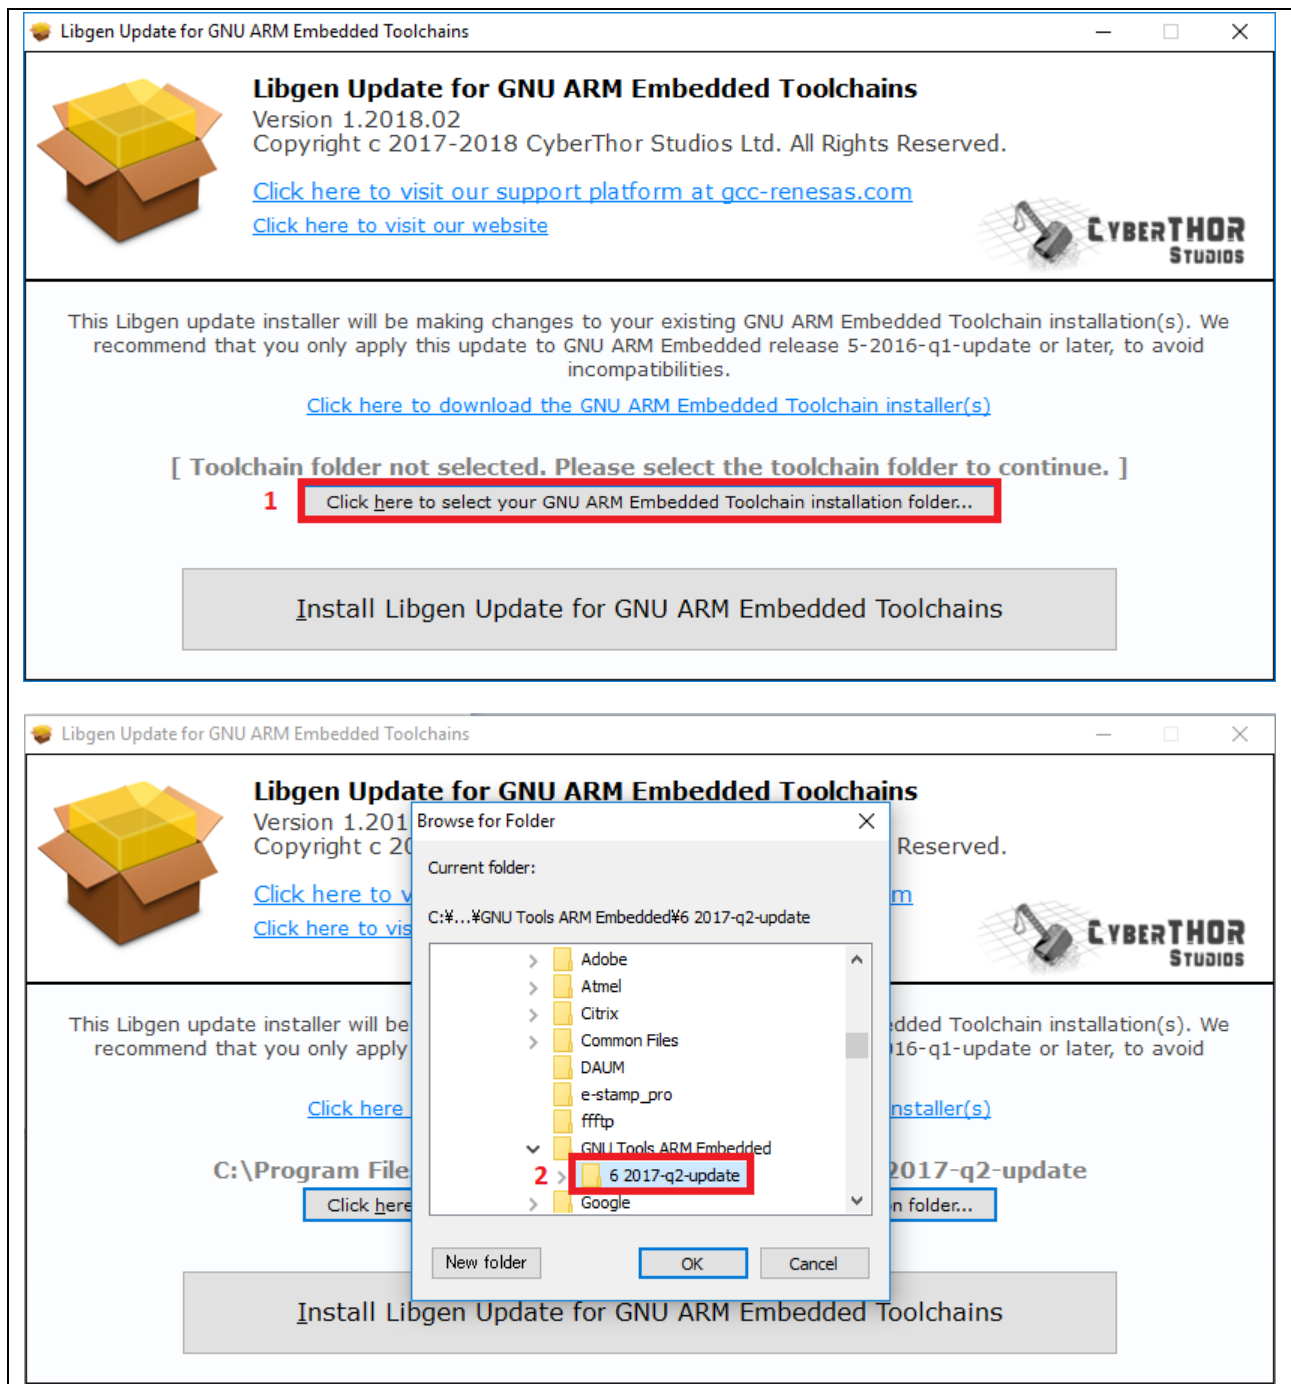 Libgen Update for GNU ARM Embedded Toolchains
Libgen Update for GNU ARM Embedded Toolchains
Version 1.2018.02
Copyright c 2017-2018 CyberThor Studios Ltd. All Rights Reserved.
Click here to visit our support platform at gcc-renesas.com
Click here to visit our website
CYBERTHOR
STUDIOS
This Libgen update installer will be making changes to your existing GNU ARM Embedded Toolchain installation(s). We
recommend that you only apply this update to GNU ARM Embedded release 5-2016-q1-update or later, to avoid
incompatibilities.
Click here to download the GNU ARM Embedded Toolchain installer(s)
[ Toolchain folder not selected. Please select the toolchain folder to continue. ]
1 Click here to select your GNU ARM Embedded Toolchain installation folder...
Install Libgen Update for GNU ARM Embedded Toolchains
Libgen Update for GNU ARM Embedded Toolchains
Libgen Update for GNU ARM Embedded Toolchains
Version 1.201
Copyright c 20 Reserved.
Click here to v m
Click here to vis
CYBERTHOR
STUDIOS
Browse for Folder
Current folder:
C:¥...¥GNU Tools ARM Embedded¥6 2017-q2-update
Adobe
Atmel
Citrix
Common Files
DAUM
e-stamp_pro
ffftp
GNU Tools ARM Embedded
2 6 2017-q2-update
Google
New folder OK Cancel
This Libgen update installer will be dded Toolchain installation(s). We
recommend that you only apply 16-q1-update or later, to avoid
Click here nstaller(s)
C:\Program File 2017-q2-update
Click here n folder...
Install Libgen Update for GNU ARM Embedded Toolchains